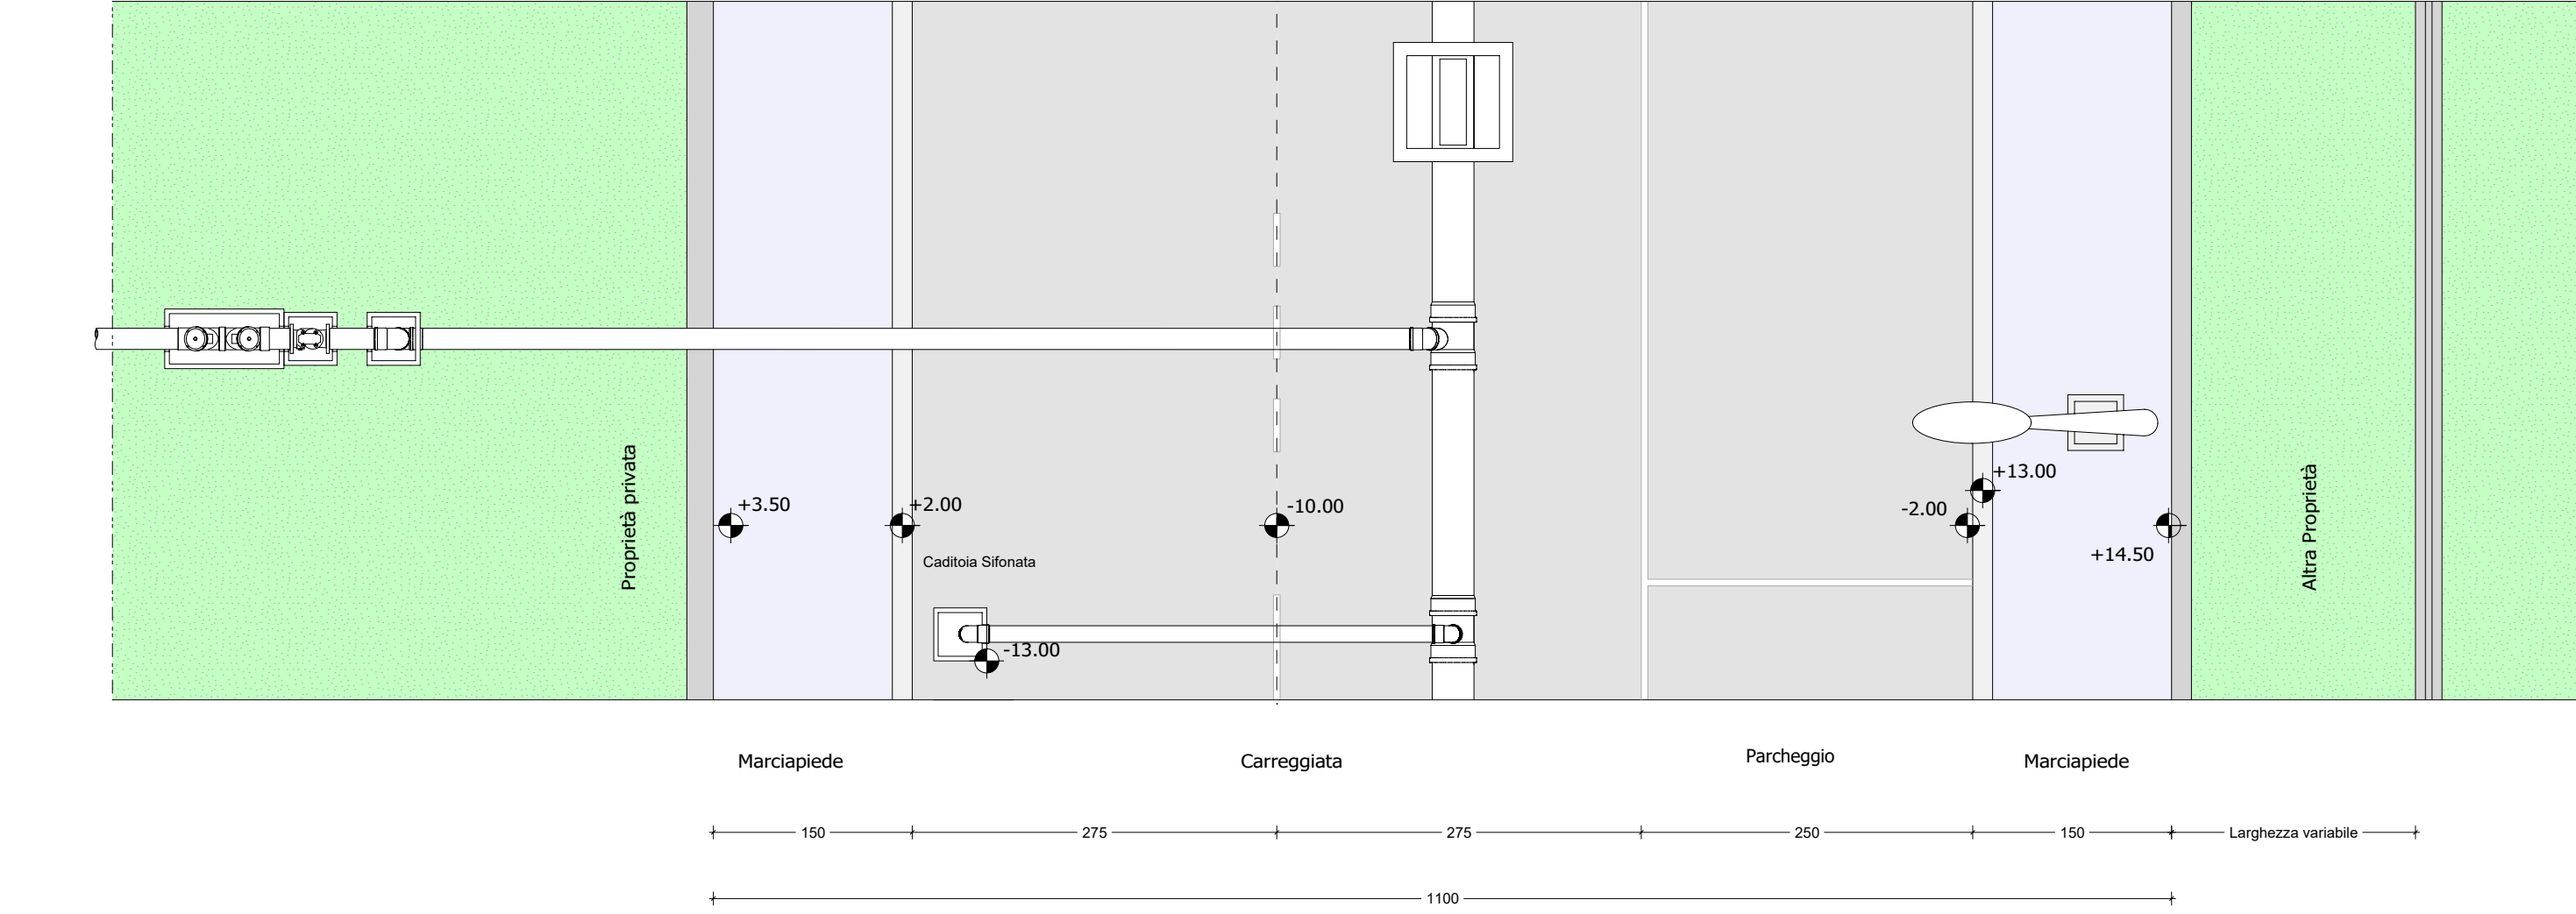 Proprietà privata
+3.50
+2.00
Caditoia Sifonata
-13.00
-10.00
-2.00
+13.00
+14.50
Altra Proprietà
Marciapiede
Carreggiata
Parcheggio
Marciapiede
150
275
275
250
150
Larghezza variabile
1100